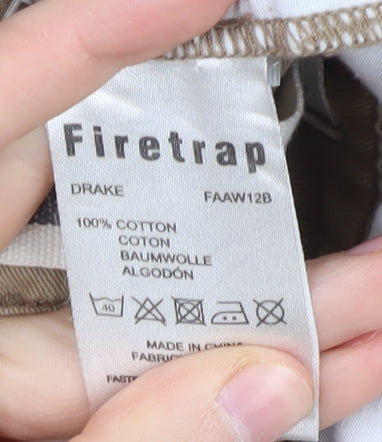 Firetrap
DRAKE FAAW12B
100% COTTON
COTON
BAUMWOLLE
ALGODÓN
40
MADE IN CHINA